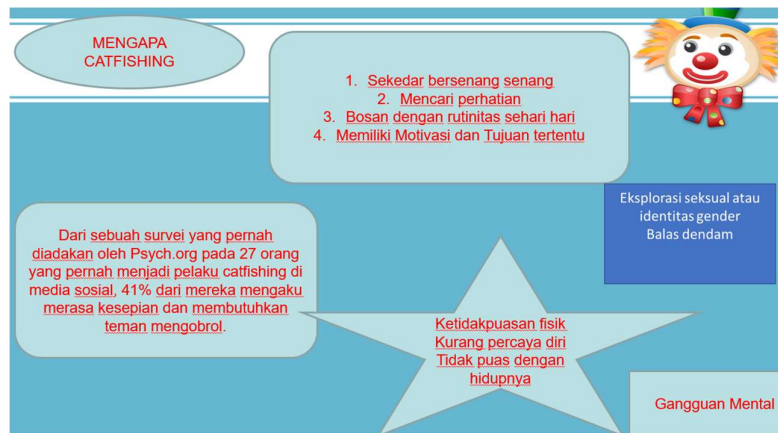 MENGAPA
CATFISHING
1. Sekedar bersenang senang
2. Mencari perhatian
3. Bosan dengan rutinitas sehari hari
4. Memiliki Motivasi dan Tujuan tertentu
Eksplorasi seksual atau
identitas gender
Balas dendam
Dari sebuah survei yang pernah
diadakan oleh Psych.org pada 27 orang
yang pernah menjadi pelaku catfishing di
media sosial, 41% dari mereka mengaku
merasa kesepian dan membutuhkan
teman mengobrol.
Ketidakpuasan fisik
Kurang percaya diri
Tidak puas dengan
hidupnya
Gangguan Mental